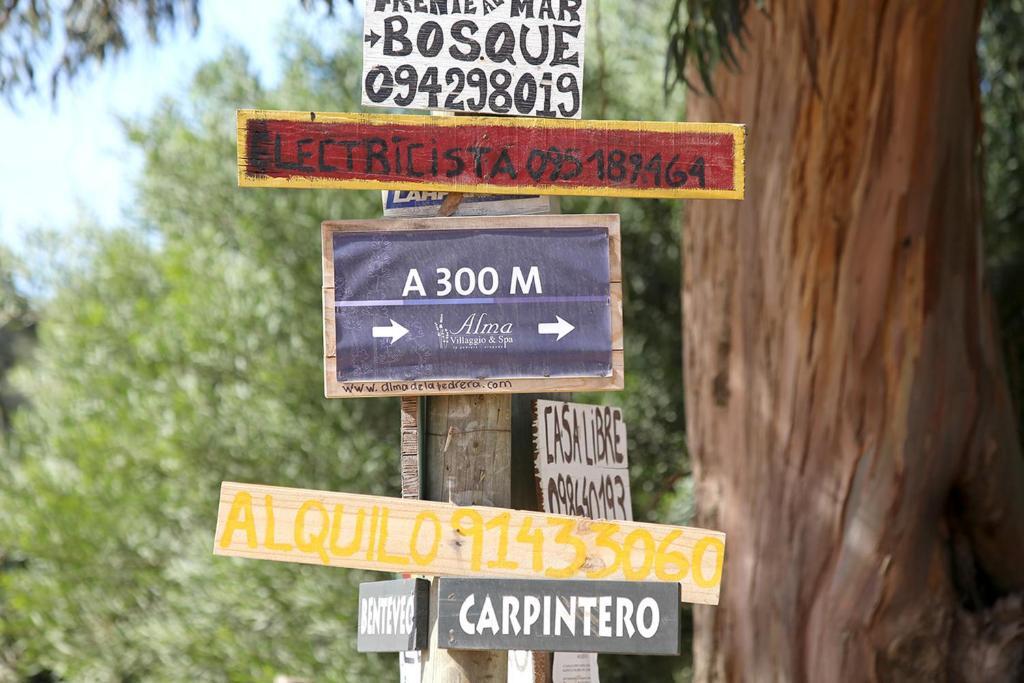 FRENTE AL MAR
→BOSQUE
094298019
ELECTRICISTA 095189464
A 300 M
Alma
Villaggio & Spa
www.almadelapedrera.com
CASA LIBRE
098640193
ALQUILO 91433060
BENTEVEO
CARPINTERO